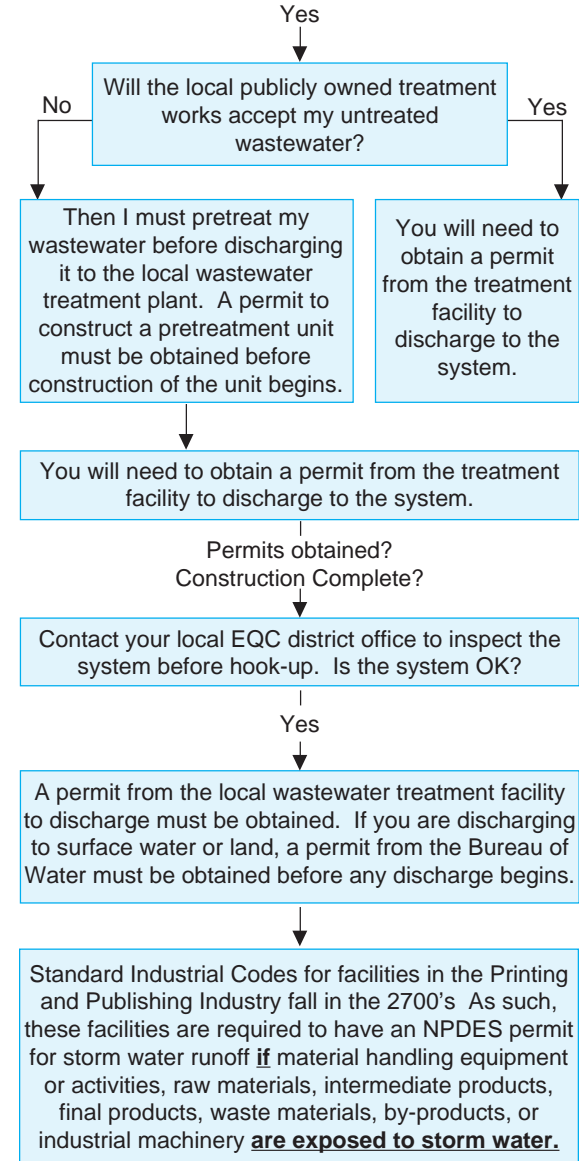 Yes
Will the local publicly owned treatment
works accept my untreated
wastewater?
No
Yes
Then I must pretreat my
wastewater before discharging
it to the local wastewater
treatment plant.  A permit to
construct a pretreatment unit
must be obtained before
construction of the unit begins.
You will need to
obtain a permit
from the treatment
facility to
discharge to the
system.
You will need to obtain a permit from the treatment
facility to discharge to the system.
Permits obtained?
Construction Complete?
Contact your local EQC district office to inspect the
system before hook-up.  Is the system OK?
Yes
A permit from the local wastewater treatment facility
to discharge must be obtained.  If you are discharging
to surface water or land, a permit from the Bureau of
Water must be obtained before any discharge begins.
Standard Industrial Codes for facilities in the Printing
and Publishing Industry fall in the 2700's  As such,
these facilities are required to have an NPDES permit
for storm water runoff if material handling equipment
or activities, raw materials, intermediate products,
final products, waste materials, by-products, or
industrial machinery are exposed to storm water.